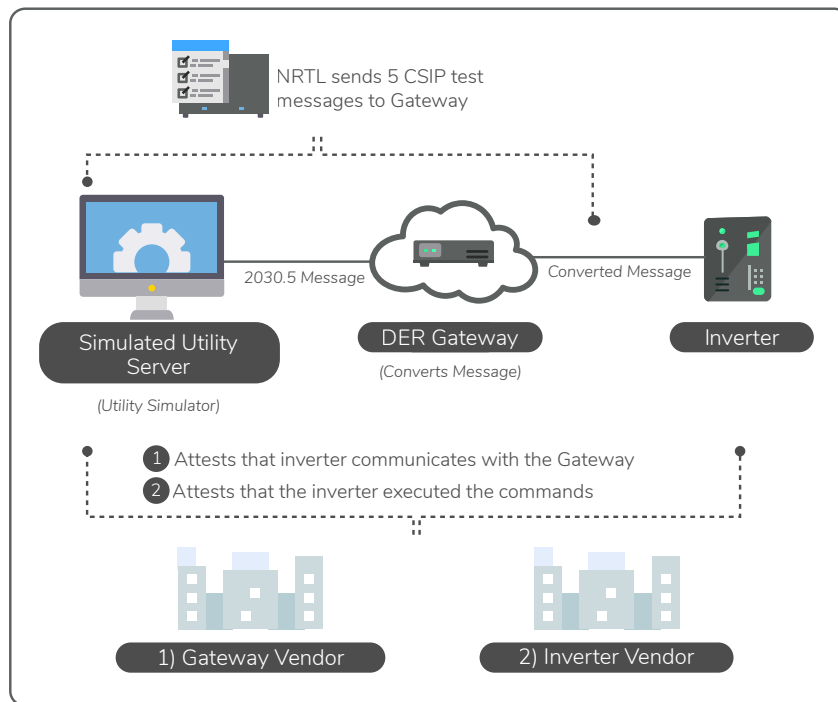 NRTL sends 5 CSIP test
messages to Gateway
2030.5 Message
Converted Message
Simulated Utility
Server
(Utility Simulator)
DER Gateway
(Converts Message)
Inverter
1 Attests that inverter communicates with the Gateway
2 Attests that the inverter executed the commands
1) Gateway Vendor
2) Inverter Vendor